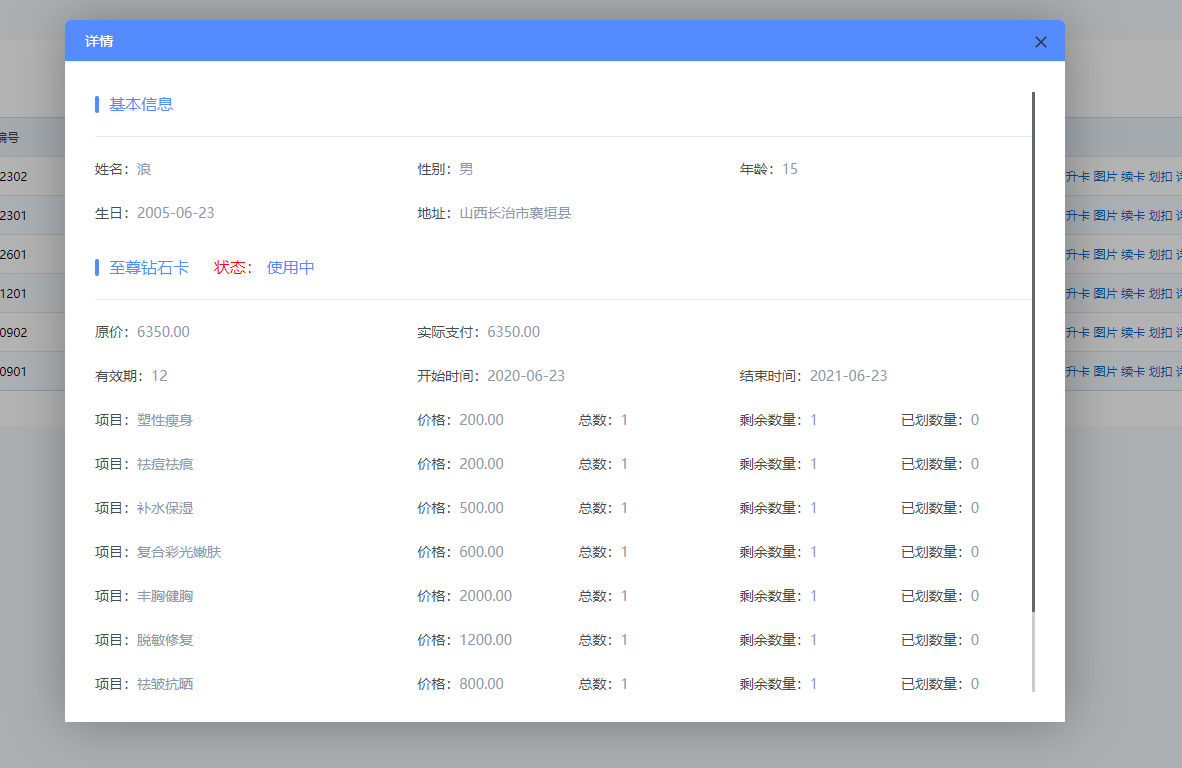 详情
基本信息
编号
姓名：浪 性别：男 年龄：15
2302 升卡 图片 续卡 划扣
生日：2005-06-23 地址：山西长治市襄垣县
2301 升卡 图片 续卡 划扣
2601 升卡 图片 续卡 划扣
至尊钻石卡 状态： 使用中
1201 升卡 图片 续卡 划扣
原价：6350.00 实际支付：6350.00
0902 升卡 图片 续卡 划扣
有效期：12 开始时间：2020-06-23 结束时间：2021-06-23
0901 升卡 图片 续卡 划扣
项目：塑性瘦身 价格：200.00 总数：1 剩余数量：1 已划数量：0
项目：祛痘祛痕 价格：200.00 总数：1 剩余数量：1 已划数量：0
项目：补水保湿 价格：500.00 总数：1 剩余数量：1 已划数量：0
项目：复合彩光嫩肤 价格：600.00 总数：1 剩余数量：1 已划数量：0
项目：丰胸健胸 价格：2000.00 总数：1 剩余数量：1 已划数量：0
项目：脱敏修复 价格：1200.00 总数：1 剩余数量：1 已划数量：0
项目：祛皱抗晒 价格：800.00 总数：1 剩余数量：1 已划数量：0